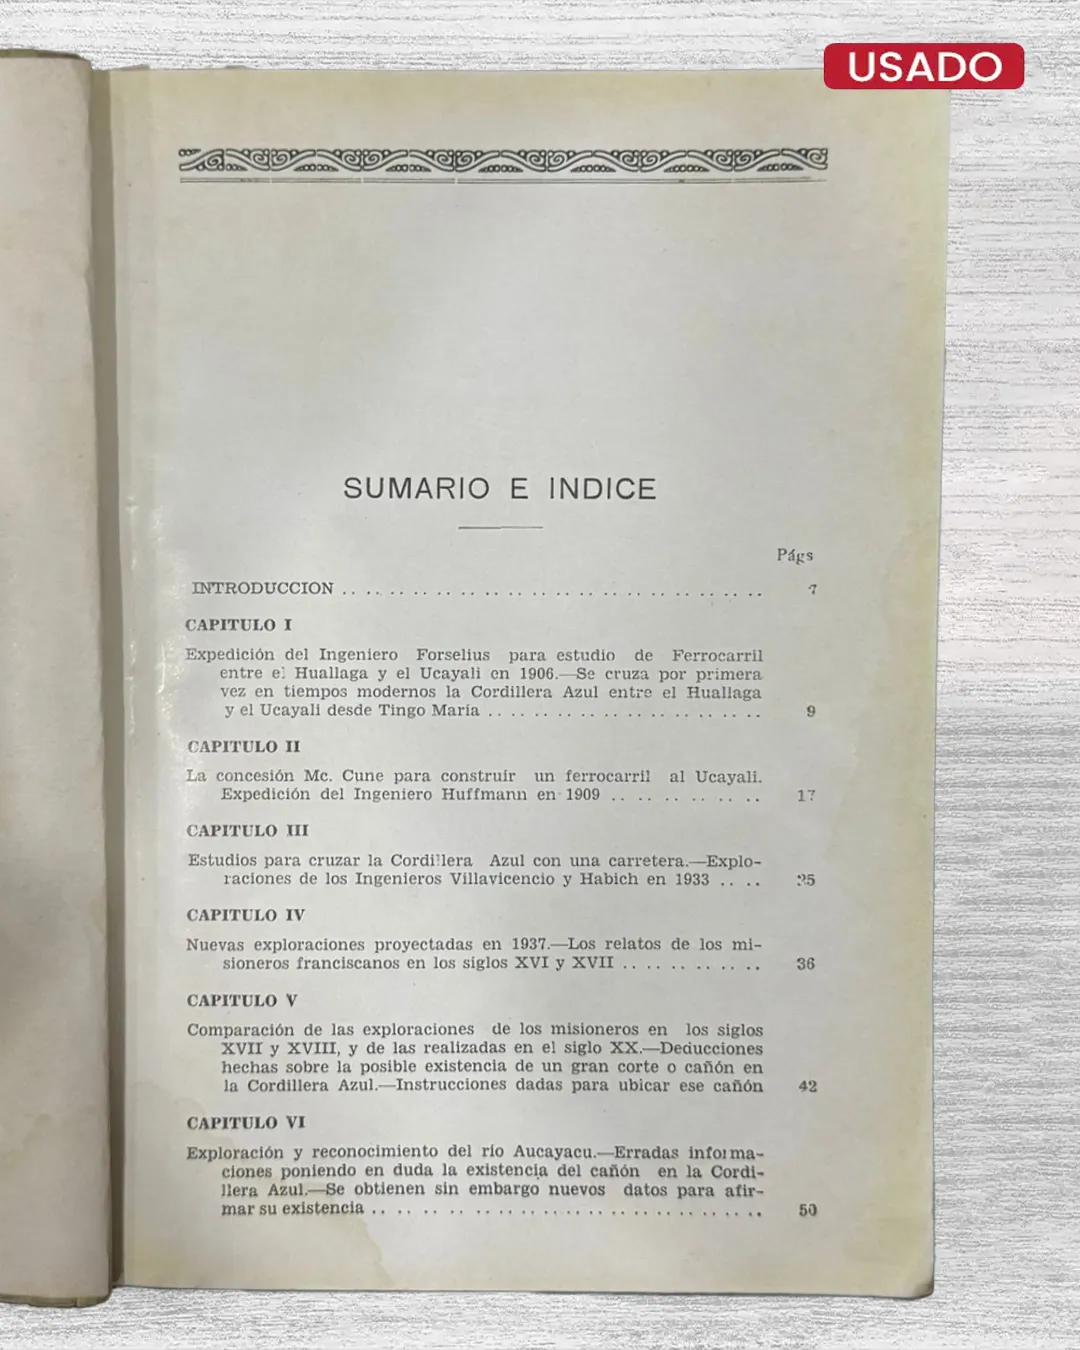 USADO
SUMARIO E INDICE
Págs
INTRODUCCION .. .. .. .. .. .. .. .. .. .. .. .. .. .. .. .. .. .. 7
CAPITULO I
Expedición del Ingeniero Forselius para estudio de Ferrocarril
entre el Huallaga y el Ucayali en 1906.—Se cruza por primera
vez en tiempos modernos la Cordillera Azul entre el Huallaga
y el Ucayali desde Tingo María .. .. .. .. .. .. .. .. .. .. .. .. 9
CAPITULO II
La concesión Mc. Cune para construir un ferrocarril al Ucayali.
Expedición del Ingeniero Huffmann en 1909 .. .. .. .. .. .. 17
CAPITULO III
Estudios para cruzar la Cordillera Azul con una carretera.—Explo-
raciones de los Ingenieros Villavicencio y Habich en 1933 .. .. 25
CAPITULO IV
Nuevas exploraciones proyectadas en 1937.—Los relatos de los mi-
sioneros franciscanos en los siglos XVI y XVII .. .. .. .. .. .. 36
CAPITULO V
Comparación de las exploraciones de los misioneros en los siglos
XVII y XVIII, y de las realizadas en el siglo XX.—Deducciones
hechas sobre la posible existencia de un gran corte o cañón en
la Cordillera Azul.—Instrucciones dadas para ubicar ese cañón 42
CAPITULO VI
Exploración y reconocimiento del río Aucayacu.—Erradas informa-
ciones poniendo en duda la existencia del cañón en la Cordi-
llera Azul.—Se obtienen sin embargo nuevos datos para afir-
mar su existencia .. .. .. .. .. .. .. .. .. .. .. .. .. .. .. .. 50